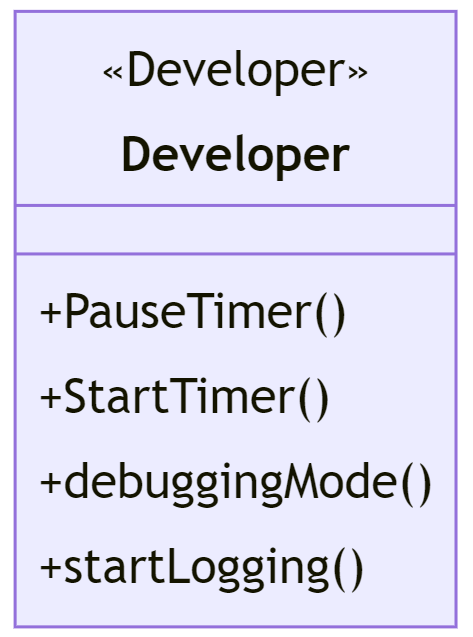 «Developer»
Developer
+PauseTimer()
+StartTimer()
+debuggingMode()
+startLogging()